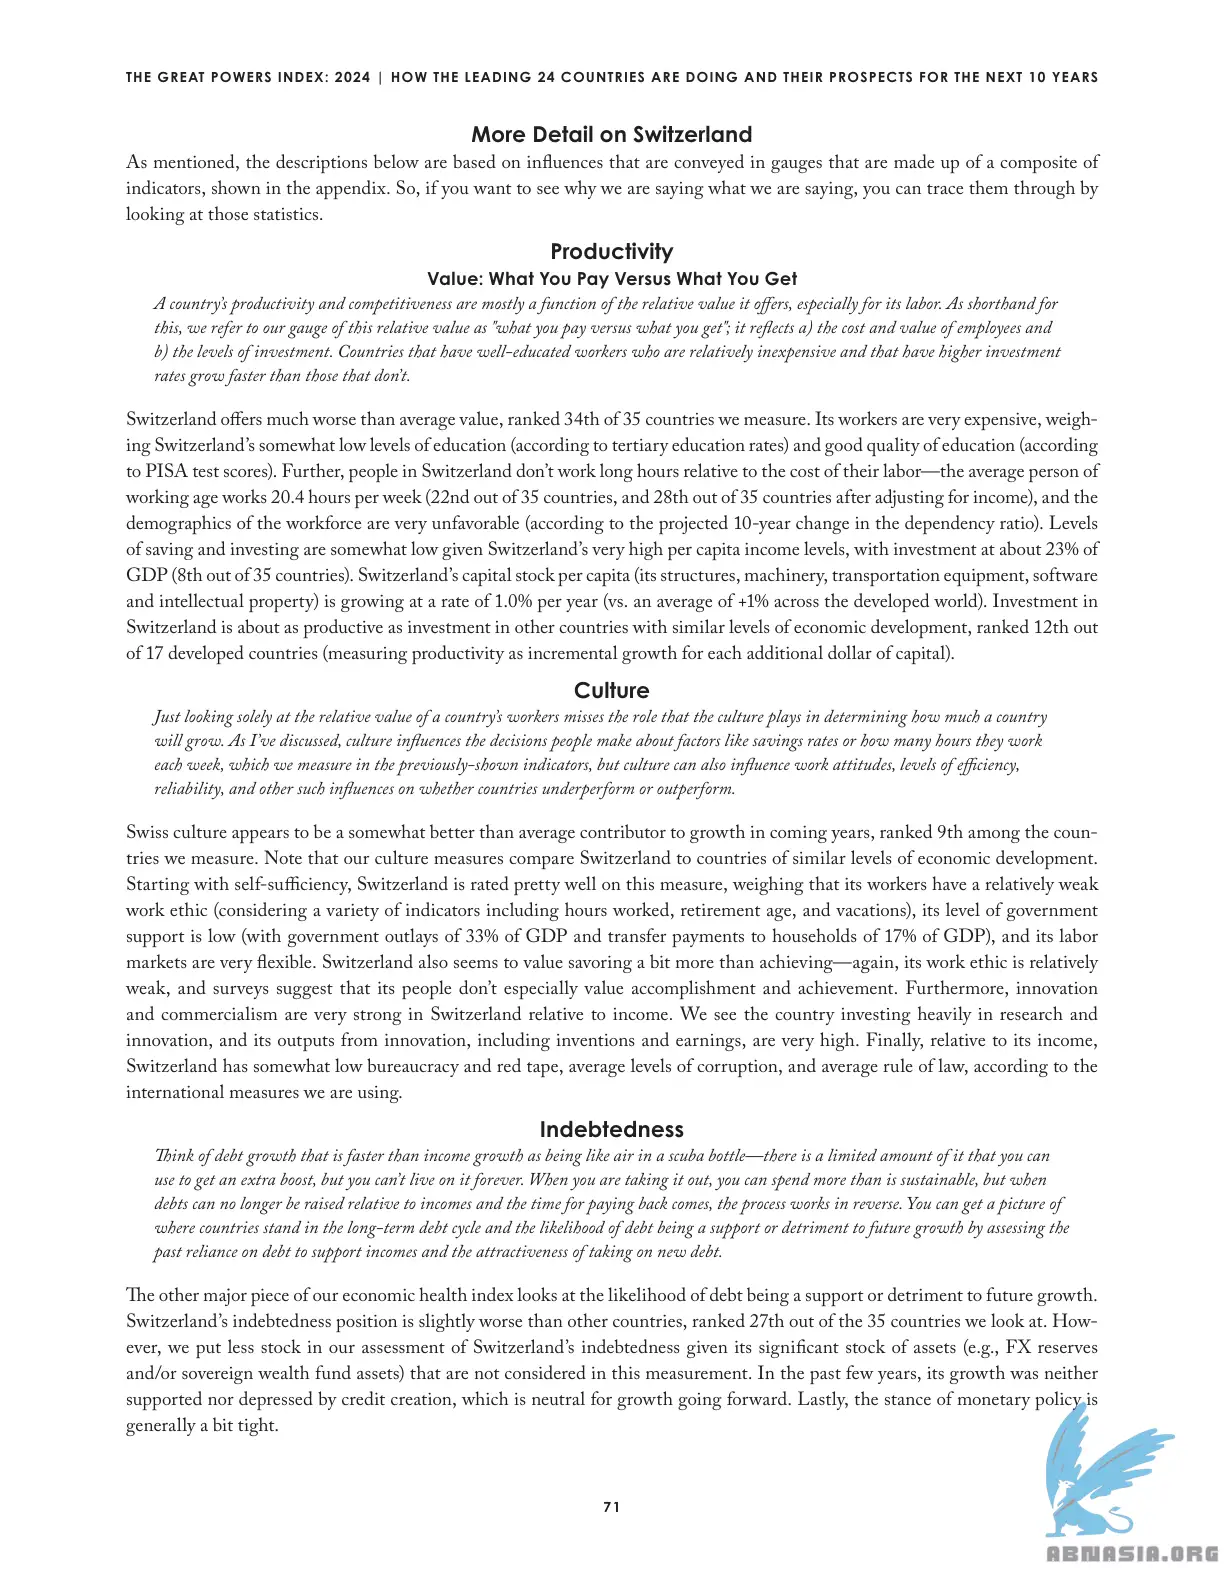 THE GREAT POWERS INDEX: 2024 | HOW THE LEADING 24 COUNTRIES ARE DOING AND THEIR PROSPECTS FOR THE NEXT 10 YEARS
More Detail on Switzerland
As mentioned, the descriptions below are based on influences that are conveyed in gauges that are made up of a composite of
indicators, shown in the appendix. So, if you want to see why we are saying what we are saying, you can trace them through by
looking at those statistics.
Productivity
Value: What You Pay Versus What You Get
A country's productivity and competitiveness are mostly a function of the relative value it offers, especially for its labor. As shorthand for
this, we refer to our gauge of this relative value as "what you pay versus what you get"; it reflects a) the cost and value of employees and
b) the levels of investment. Countries that have well-educated workers who are relatively inexpensive and that have higher investment
rates grow faster than those that don't.
Switzerland offers much worse than average value, ranked 34th of 35 countries we measure. Its workers are very expensive, weigh-
ing Switzerland's somewhat low levels of education (according to tertiary education rates) and good quality of education (according
to PISA test scores). Further, people in Switzerland don't work long hours relative to the cost of their labor—the average person of
working age works 20.4 hours per week (22nd out of 35 countries, and 28th out of 35 countries after adjusting for income), and the
demographics of the workforce are very unfavorable (according to the projected 10-year change in the dependency ratio). Levels
of saving and investing are somewhat low given Switzerland's very high per capita income levels, with investment at about 23% of
GDP (8th out of 35 countries). Switzerland's capital stock per capita (its structures, machinery, transportation equipment, software
and intellectual property) is growing at a rate of 1.0% per year (vs. an average of +1% across the developed world). Investment in
Switzerland is about as productive as investment in other countries with similar levels of economic development, ranked 12th out
of 17 developed countries (measuring productivity as incremental growth for each additional dollar of capital).
Culture
Just looking solely at the relative value of a country's workers misses the role that the culture plays in determining how much a country
will grow. As I've discussed, culture influences the decisions people make about factors like savings rates or how many hours they work
each week, which we measure in the previously-shown indicators, but culture can also influence work attitudes, levels of efficiency,
reliability, and other such influences on whether countries underperform or outperform.
Swiss culture appears to be a somewhat better than average contributor to growth in coming years, ranked 9th among the coun-
tries we measure. Note that our culture measures compare Switzerland to countries of similar levels of economic development.
Starting with self-sufficiency, Switzerland is rated pretty well on this measure, weighing that its workers have a relatively weak
work ethic (considering a variety of indicators including hours worked, retirement age, and vacations), its level of government
support is low (with government outlays of 33% of GDP and transfer payments to households of 17% of GDP), and its labor
markets are very flexible. Switzerland also seems to value savoring a bit more than achieving—again, its work ethic is relatively
weak, and surveys suggest that its people don't especially value accomplishment and achievement. Furthermore, innovation
and commercialism are very strong in Switzerland relative to income. We see the country investing heavily in research and
innovation, and its outputs from innovation, including inventions and earnings, are very high. Finally, relative to its income,
Switzerland has somewhat low bureaucracy and red tape, average levels of corruption, and average rule of law, according to the
international measures we are using.
Indebtedness
Think of debt growth that is faster than income growth as being like air in a scuba bottle—there is a limited amount of it that you can
use to get an extra boost, but you can't live on it forever. When you are taking it out, you can spend more than is sustainable, but when
debts can no longer be raised relative to incomes and the time for paying back comes, the process works in reverse. You can get a picture of
where countries stand in the long-term debt cycle and the likelihood of debt being a support or detriment to future growth by assessing the
past reliance on debt to support incomes and the attractiveness of taking on new debt.
The other major piece of our economic health index looks at the likelihood of debt being a support or detriment to future growth.
Switzerland's indebtedness position is slightly worse than other countries, ranked 27th out of the 35 countries we look at. How-
ever, we put less stock in our assessment of Switzerland's indebtedness given its significant stock of assets (e.g., FX reserves
and/or sovereign wealth fund assets) that are not considered in this measurement. In the past few years, its growth was neither
supported nor depressed by credit creation, which is neutral for growth going forward. Lastly, the stance of monetary policy is
generally a bit tight.
71
ABNASIA.ORG